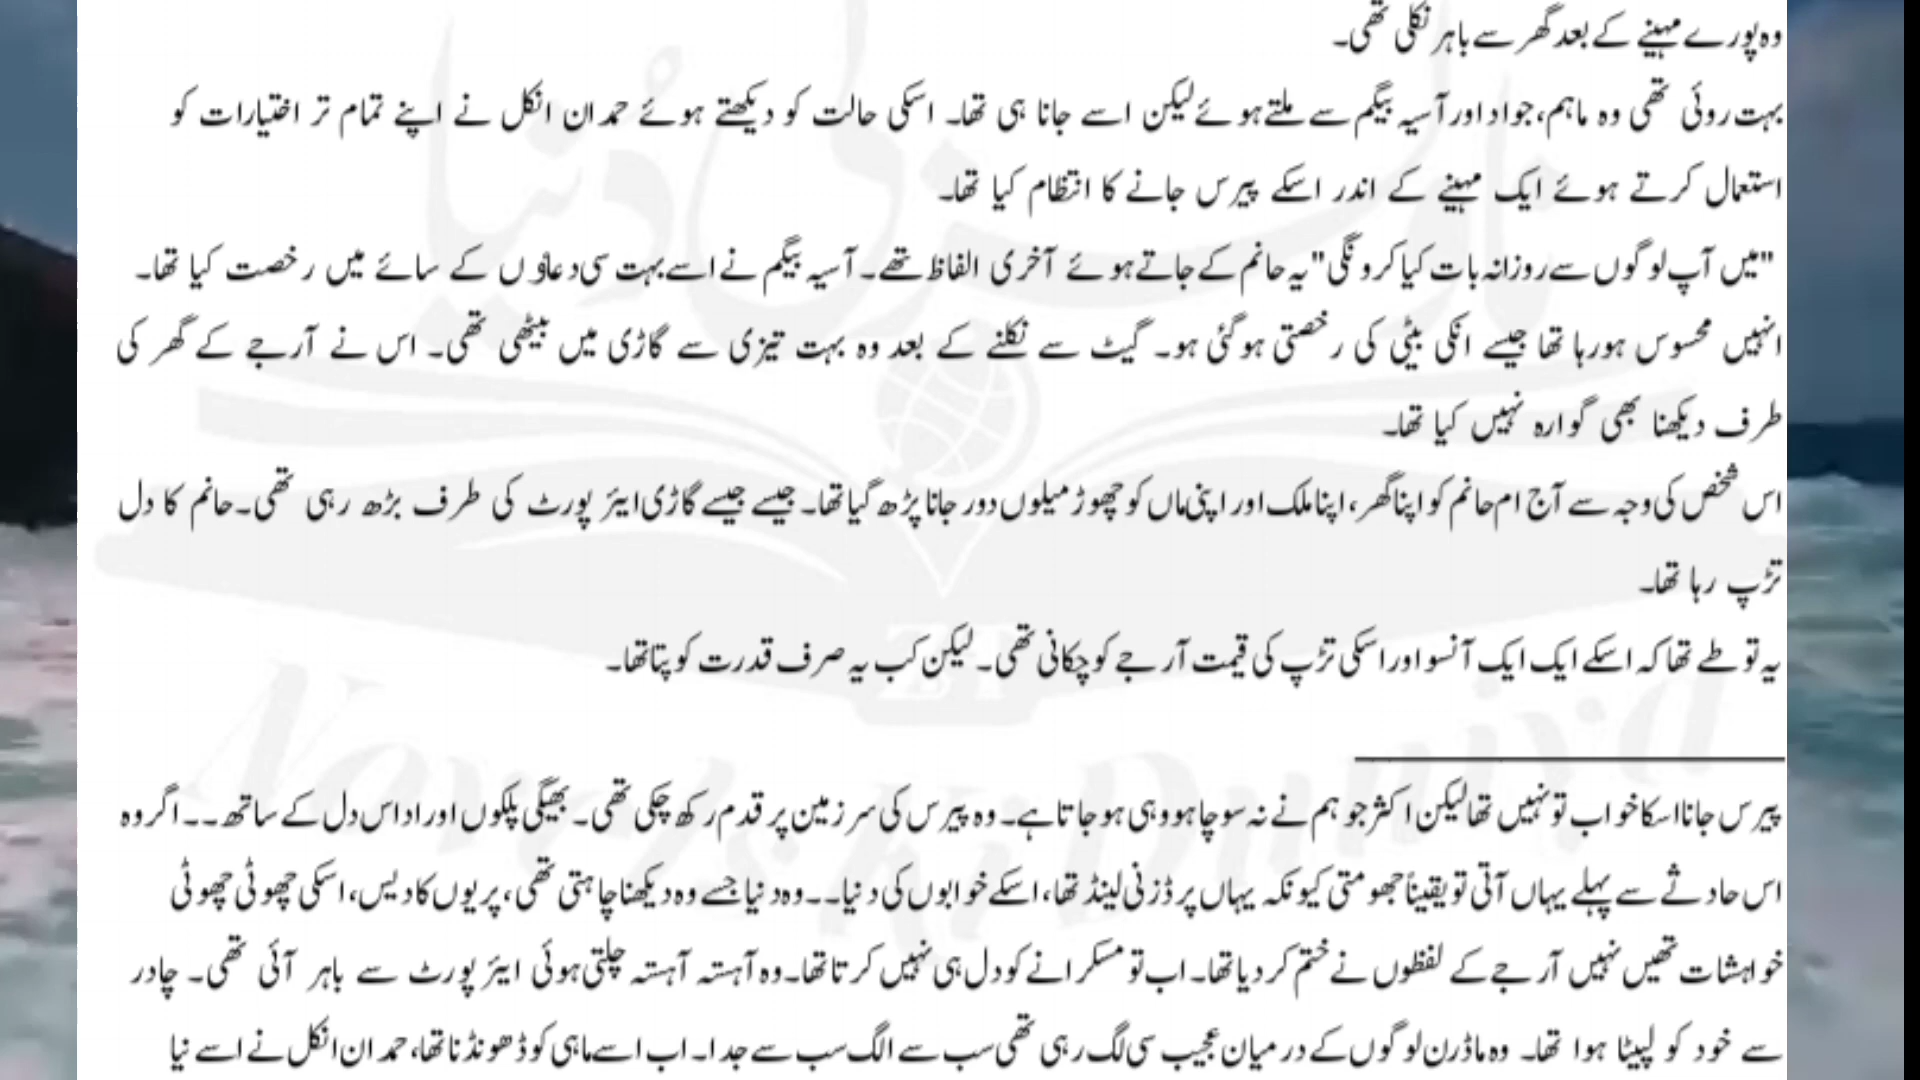 وہ پورے مہینے کے بعد گھر سے باہر نکلی تھی۔
بہت روئی تھی وہ ماہم، جواد اور آسیہ بیگم سے ملتے ہوئے لیکن اسے جانا ہی تھا۔ اسکی حالت کو دیکھتے ہوئے حمدان انکل نے اپنے تمام تر اختیارات کو
استعمال کرتے ہوئے ایک مہینے کے اندر اسکے پیرس جانے کا انتظام کیا تھا۔
"میں آپ لوگوں سے روزانہ بات کیا کرونگی" یہ حانم کے جاتے ہوئے آخری الفاظ تھے۔ آسیہ بیگم نے اسے بہت سی دعاؤں کے سائے میں رخصت کیا تھا۔
انہیں محسوس ہورہا تھا جیسے انکی بیٹی کی رخصتی ہوگئی ہو۔ گیٹ سے نکلنے کے بعد وہ بہت تیزی سے گاڑی میں بیٹھی تھی۔ اس نے آرجے کے گھر کی
طرف دیکھنا بھی گوارہ نہیں کیا تھا۔
اس شخص کی وجہ سے آج ام حانم کو اپنا گھر، اپنا ملک اور اپنی ماں کو چھوڑ میلوں دور جانا پڑھ گیا تھا۔ جیسے جیسے گاڑی ایئر پورٹ کی طرف بڑھ رہی تھی۔ حانم کا دل
تڑپ رہا تھا۔
یہ تو طے تھا کہ اسکے ایک ایک آنسو اور اسکی تڑپ کی قیمت آرجے کو چکانی تھی۔ لیکن کب یہ صرف قدرت کو پتا تھا۔
پیرس جانا اسکا خواب تو نہیں تھا لیکن اکثر جو ہم نے نہ سوچا ہو وہی ہو جاتا ہے۔ وہ پیرس کی سرزمین پر قدم رکھ چکی تھی۔ بھیگی پلکوں اور اداس دل کے ساتھ۔۔ اگر وہ
اس حادثے سے پہلے یہاں آتی تو یقیناً جھومتی کیونکہ یہاں پر ڈزنی لینڈ تھا، اسکے خوابوں کی دنیا۔۔ وہ دنیا جسے وہ دیکھنا چاہتی تھی، پریوں کا دیس، اسکی چھوٹی چھوٹی
خواہشات تھیں نہیں آرجے کے لفظوں نے ختم کر دیا تھا۔ اب تو مسکرانے کو دل ہی نہیں کرتا تھا۔ وہ آہستہ آہستہ چلتی ہوئی ایئر پورٹ سے باہر آئی تھی۔ چادر
سے خود کو لپیٹا ہوا تھا۔ وہ ماڈرن لوگوں کے درمیان عجیب سی لگ رہی تھی سب سے الگ سب سے جدا۔ اب اسے ماہی کو ڈھونڈنا تھا، حمدان انکل نے اسے نیا
Novels Ki Duniya